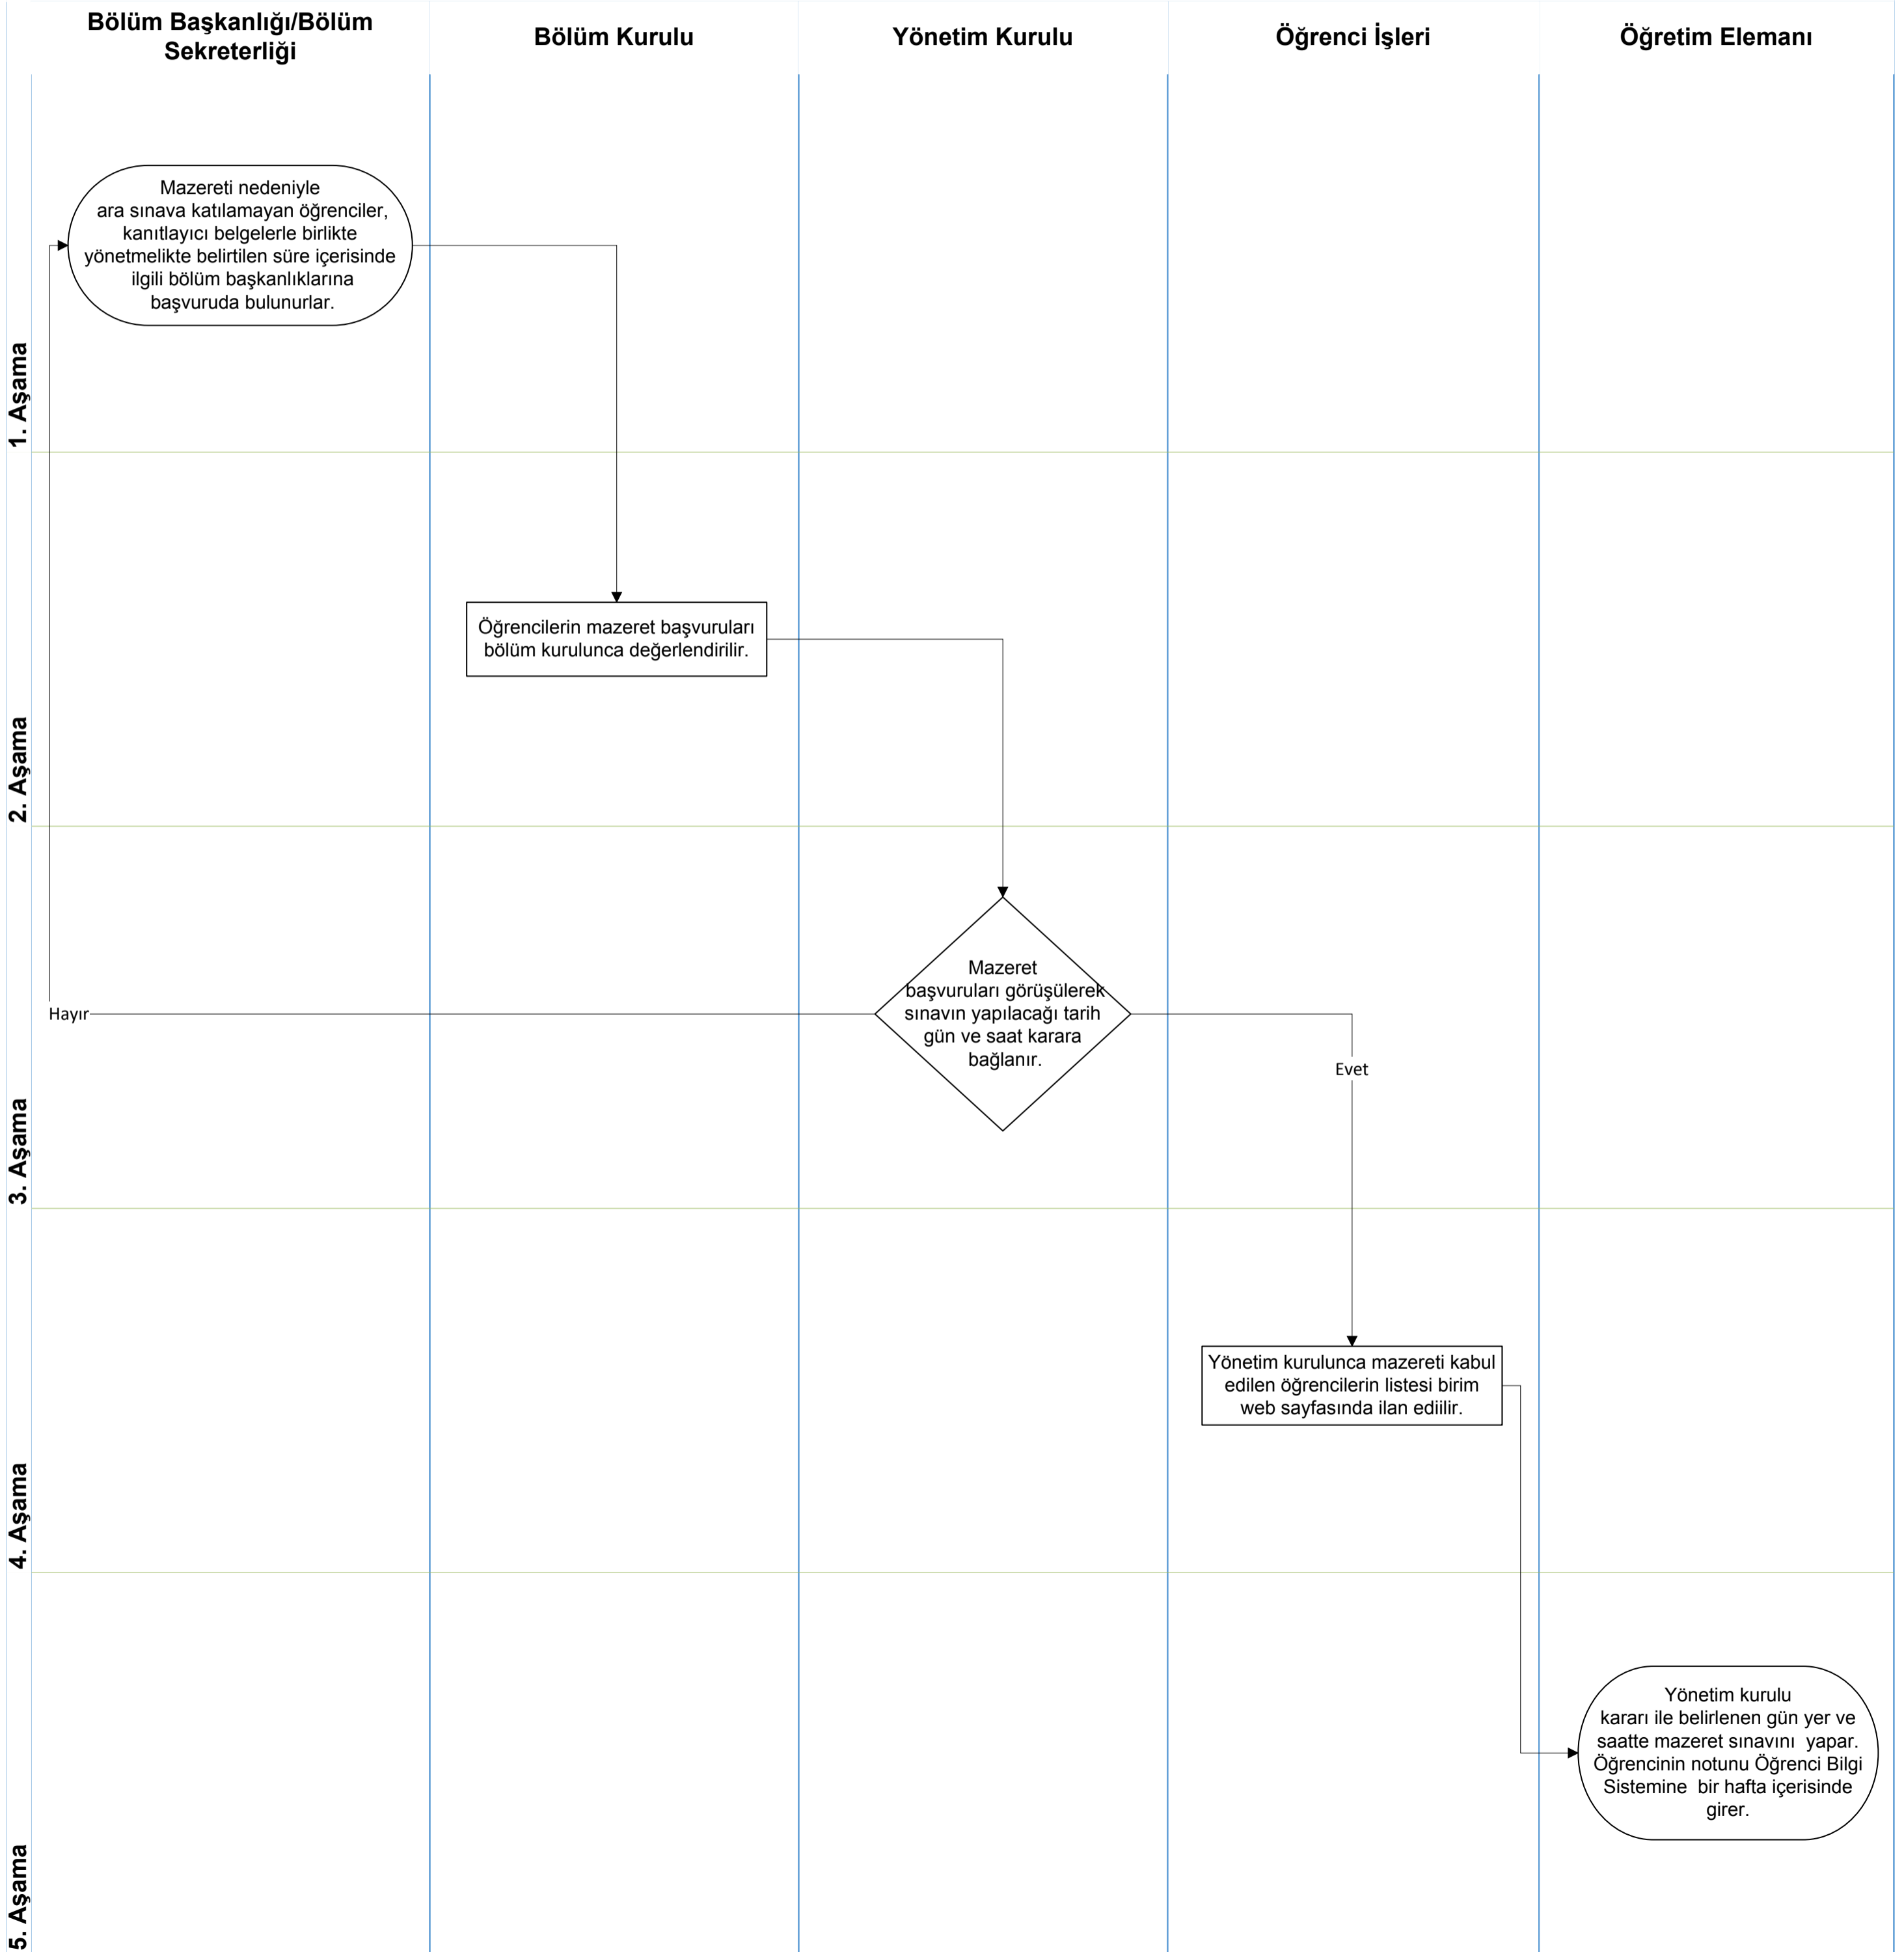 Bölüm Başkanlığı/Bölüm
Sekreterliği
Bölüm Kurulu
Yönetim Kurulu
Öğrenci İşleri
Öğretim Elemanı
1. Aşama
Mazereti nedeniyle
ara sınava katılamayan öğrenciler,
kanıtlayıcı belgelerle birlikte
yönetmelikte belirtilen süre içerisinde
ilgili bölüm başkanlıklarına
başvuruda bulunurlar.
2. Aşama
Öğrencilerin mazeret başvuruları
bölüm kurulunca değerlendirilir.
3. Aşama
Mazeret
başvuruları görüşülerek
sınavın yapılacağı tarih
gün ve saat karara
bağlanır.
Hayır
Evet
4. Aşama
Yönetim kurulunca mazereti kabul
edilen öğrencilerin listesi birim
web sayfasında ilan ediilir.
5. Aşama
Yönetim kurulu
kararı ile belirlenen gün yer ve
saatte mazeret sınavını  yapar.
Öğrencinin notunu Öğrenci Bilgi
Sistemine  bir hafta içerisinde
girer.